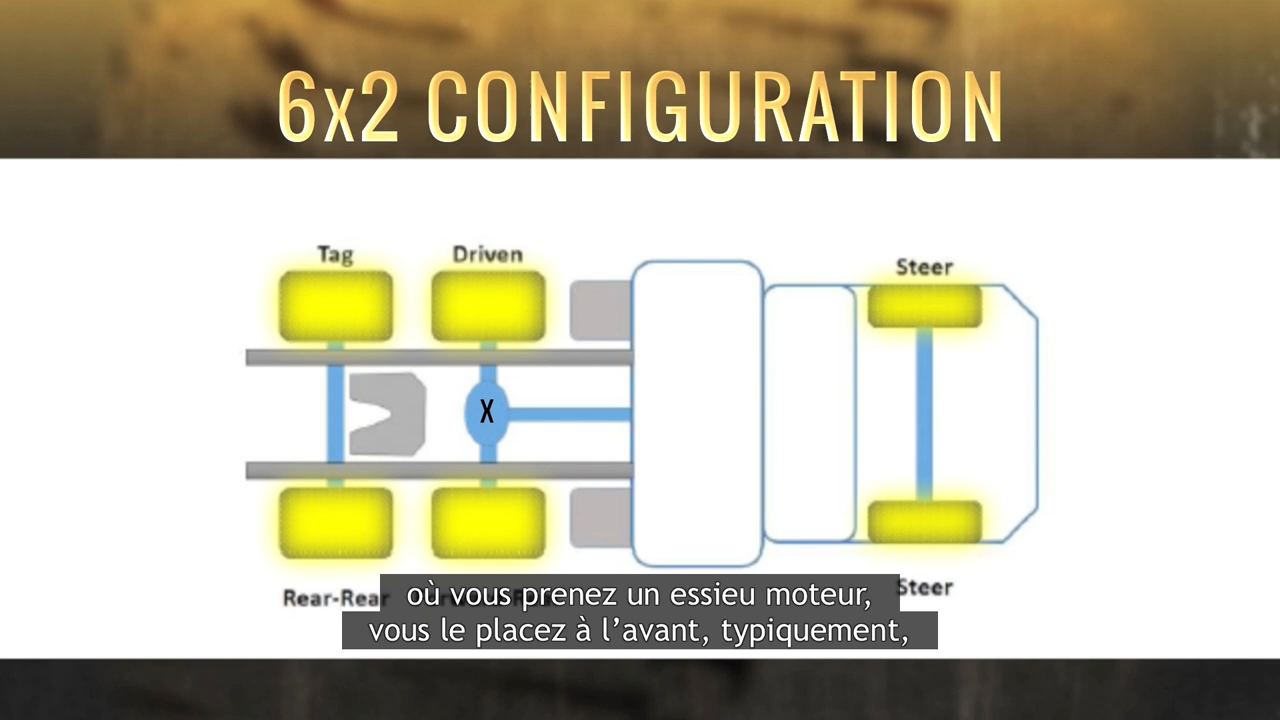 6x2 CONFIGURATION
Tag
Driven
Steer
X
Rear-Rear
Steer
où vous prenez un essieu moteur,
vous le placez à l’avant, typiquement,